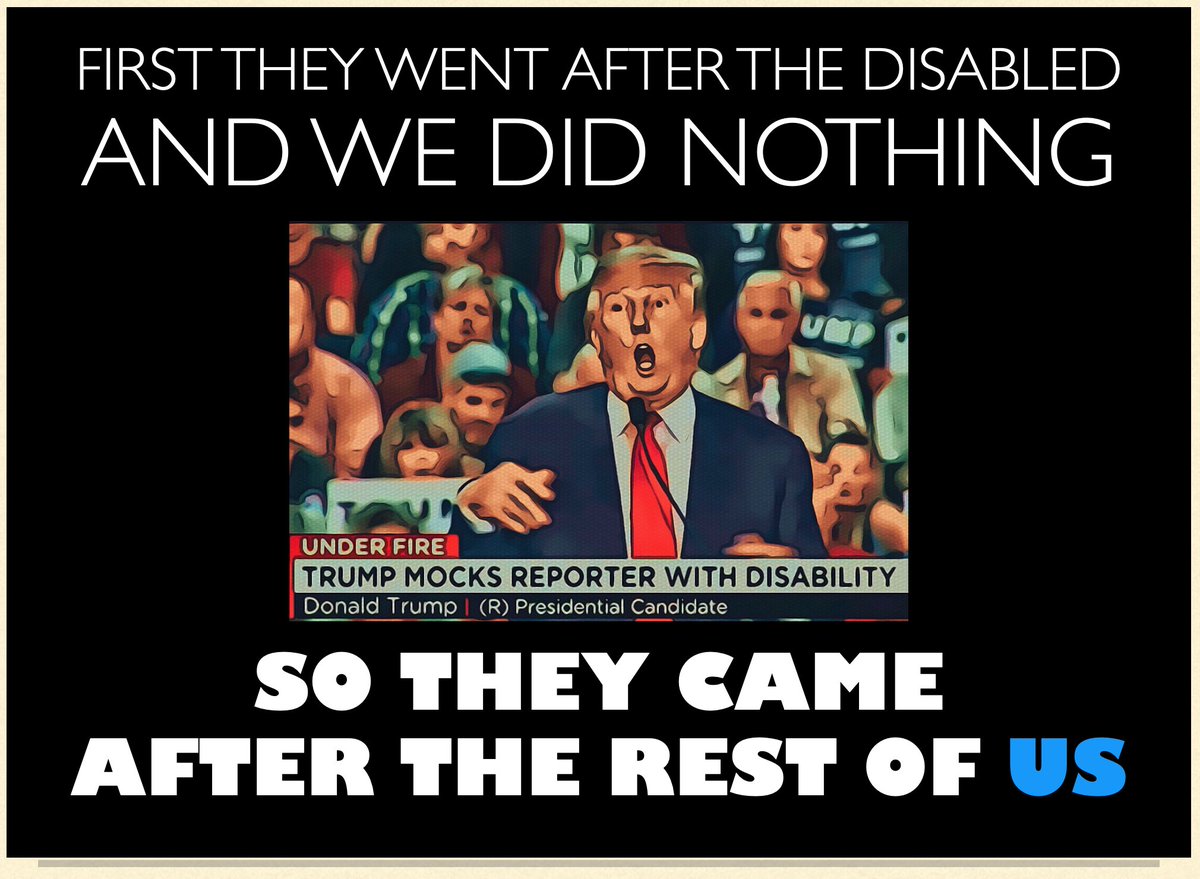 FIRST THEY WENT AFTER THE DISABLED
AND WE DID NOTHING
UMP
UNDER FIRE
TRUMP MOCKS REPORTER WITH DISABILITY
Donald Trump | (R) Presidential Candidate
SO THEY CAME
AFTER THE REST OF US